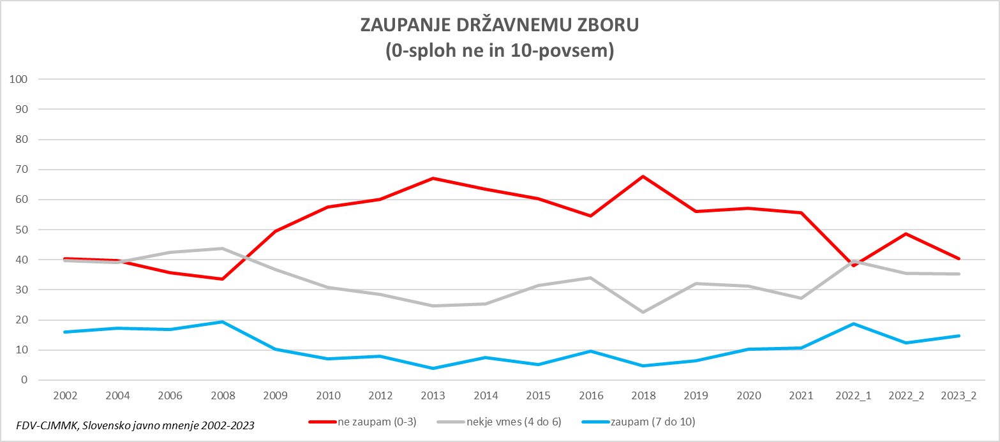 ZAUPANJE DRŽAVNEMU ZBORU
(0-sploh ne in 10-povsem)
100
90
80
70
60
50
40
30
20
10
0
2002 2004 2006 2008 2009 2010 2012 2013 2014 2015 2016 2018 2019 2020 2021 2022_1 2022_2 2023_2
FDV-CJMMK, Slovensko javno mnenje 2002-2023
ne zaupam (0-3) nekje vmes (4 do 6) zaupam (7 do 10)